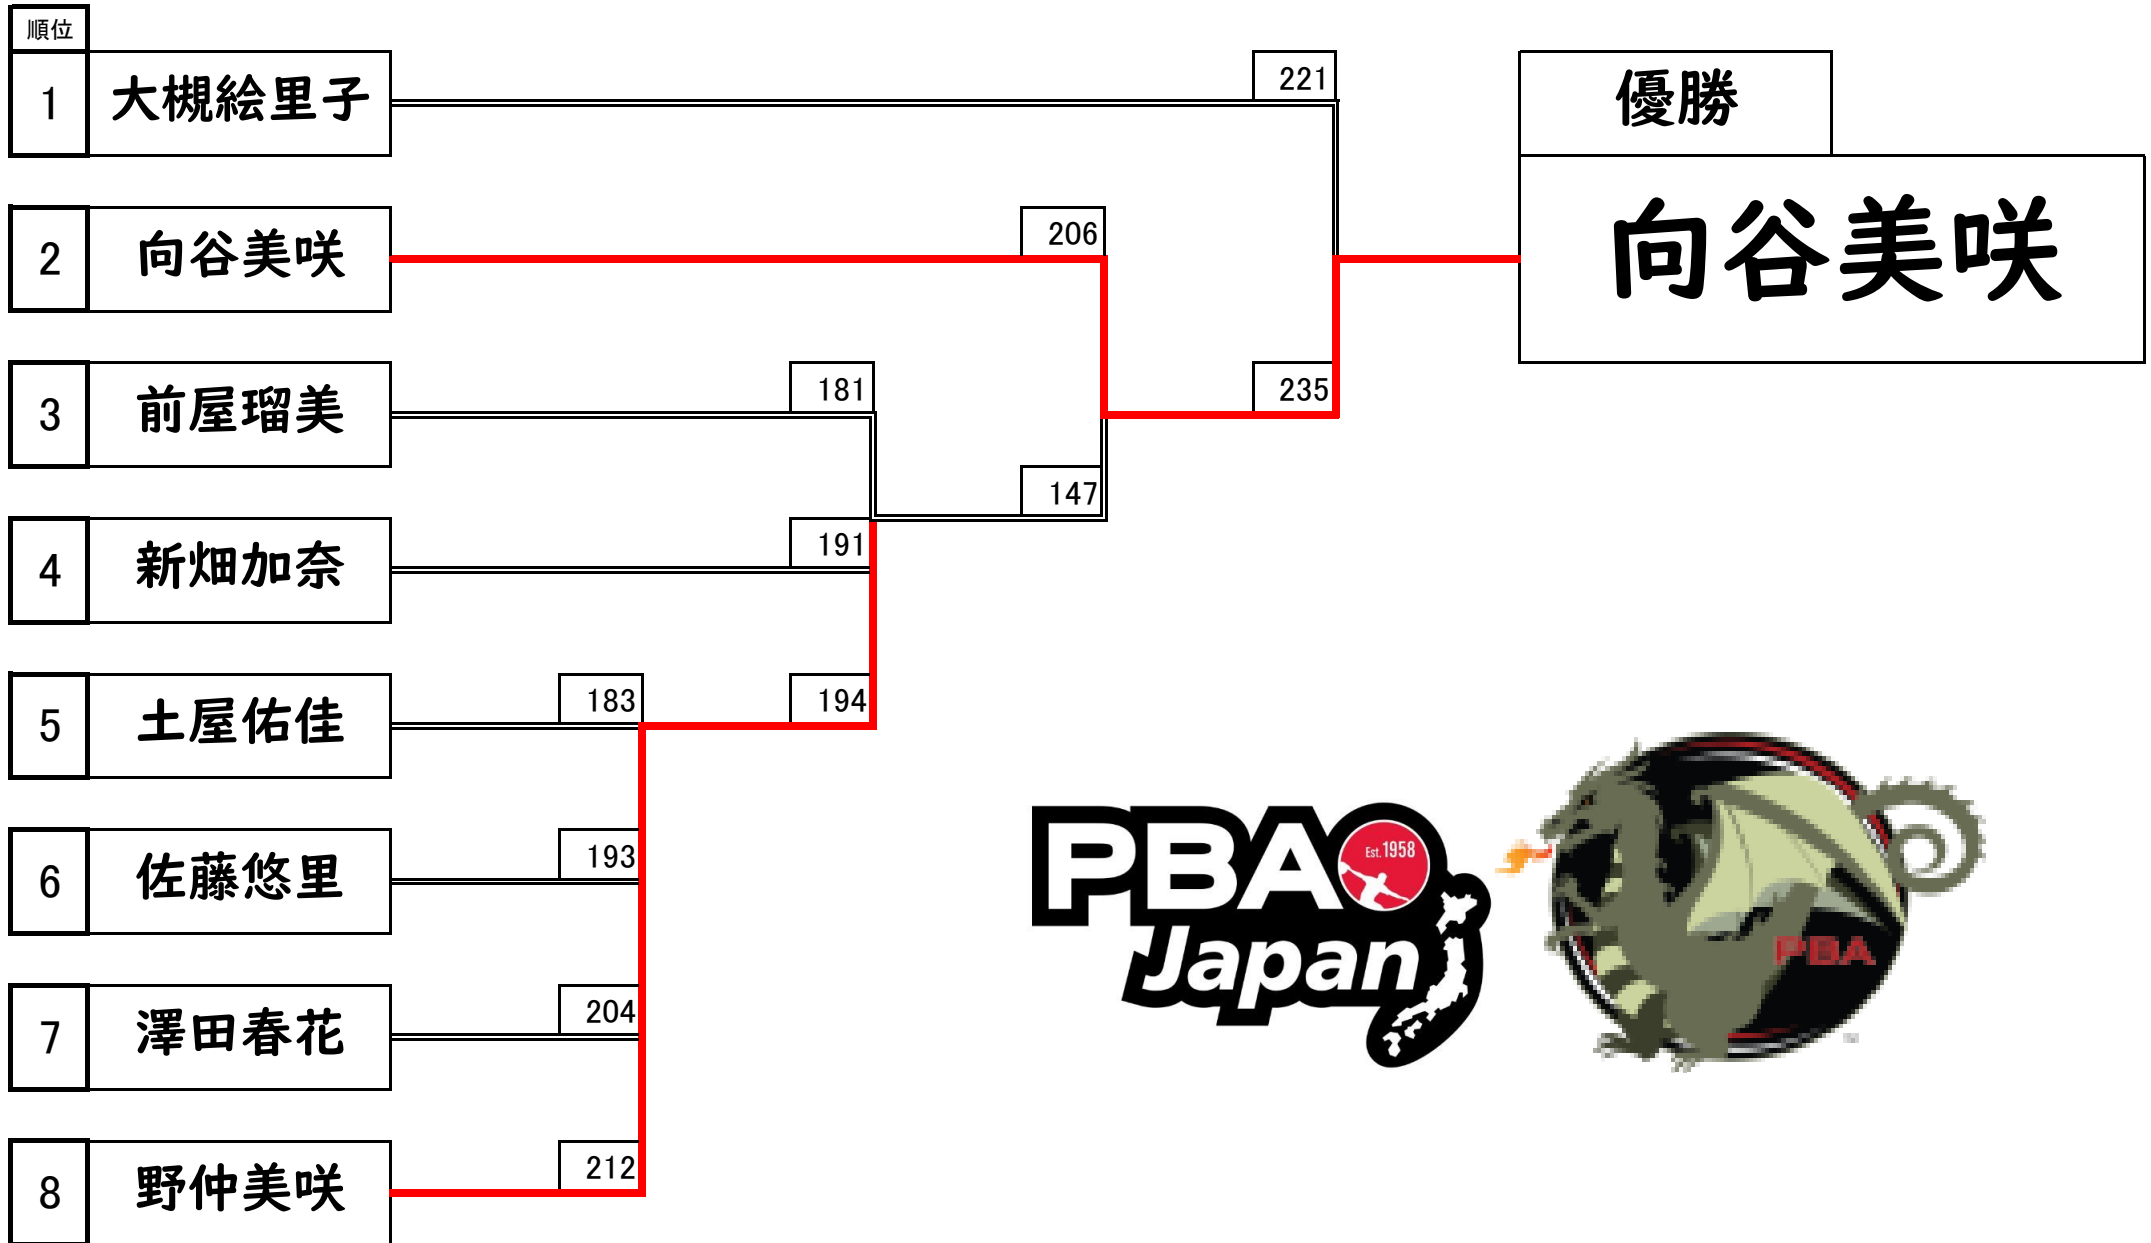 順位
1 大槻絵里子 221 優勝
2 向谷美咲 206 向谷美咲
3 前屋瑠美 181 235
147
4 新畑加奈 191
5 土屋佑佳 183 194
6 佐藤悠里 193
7 澤田春花 204
8 野仲美咲 212
PBA Est. 1958
Japan
PBA